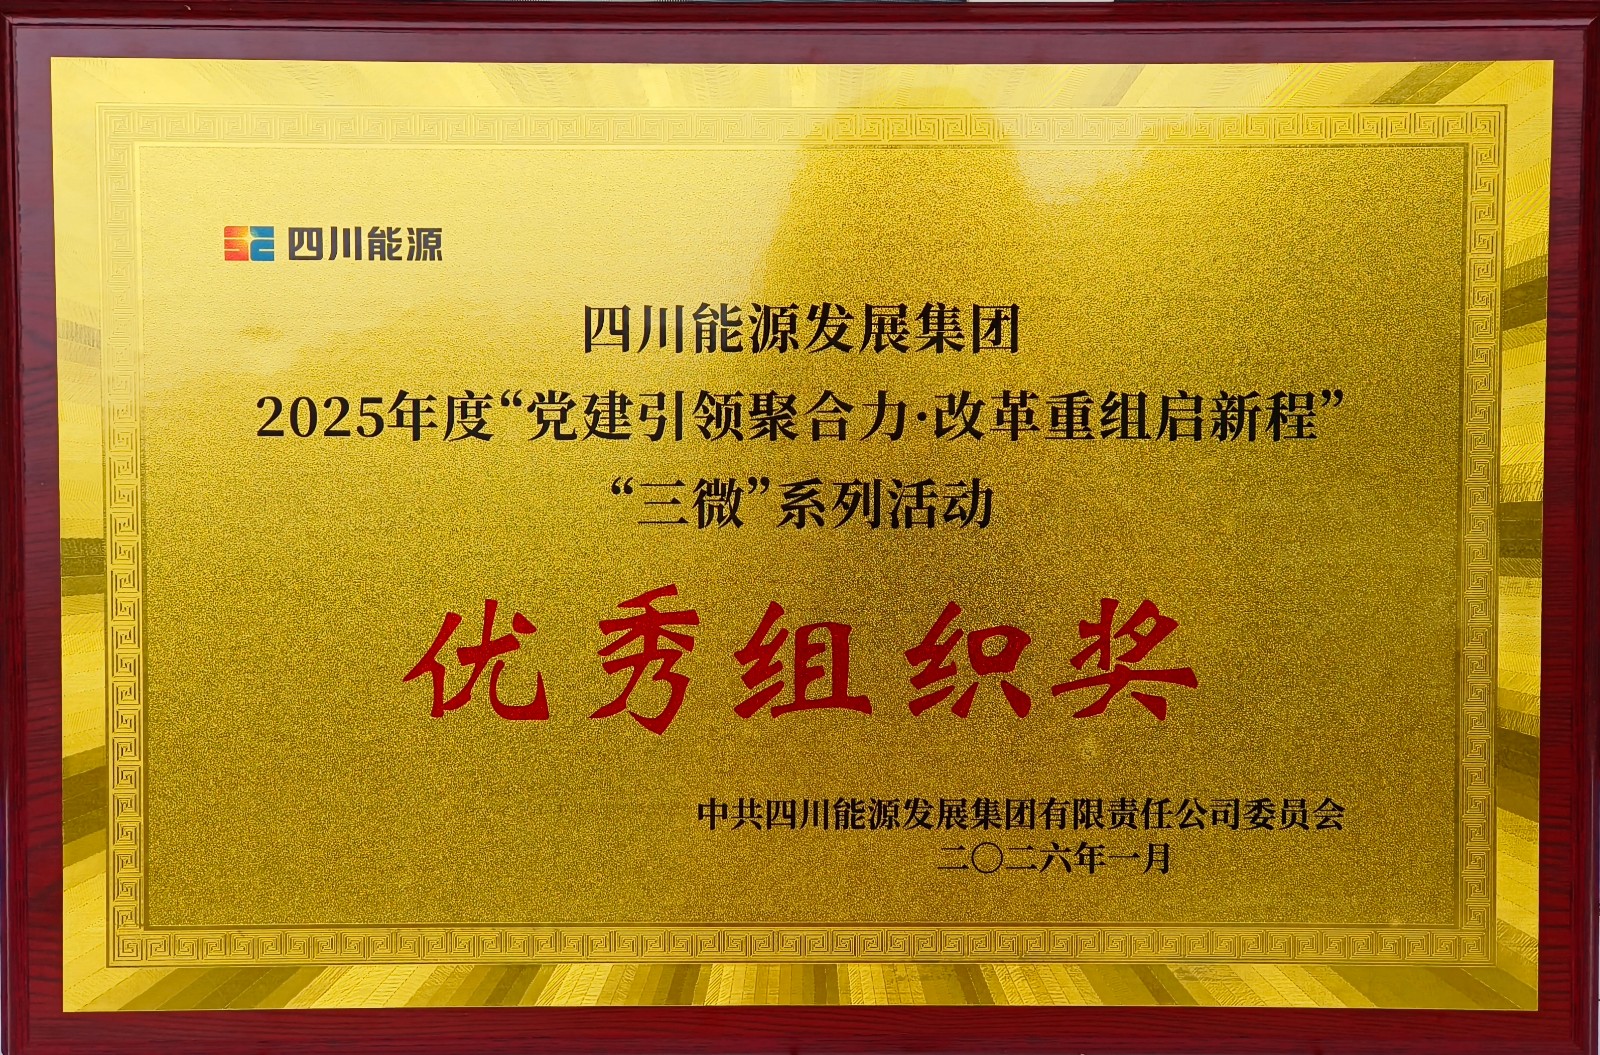 四川能源
四川能源发展集团
2025年度“党建引领聚合力·改革重组启新程”
“三微”系列活动
优秀组织奖
中共四川能源发展集团有限责任公司委员会
二〇二六年一月